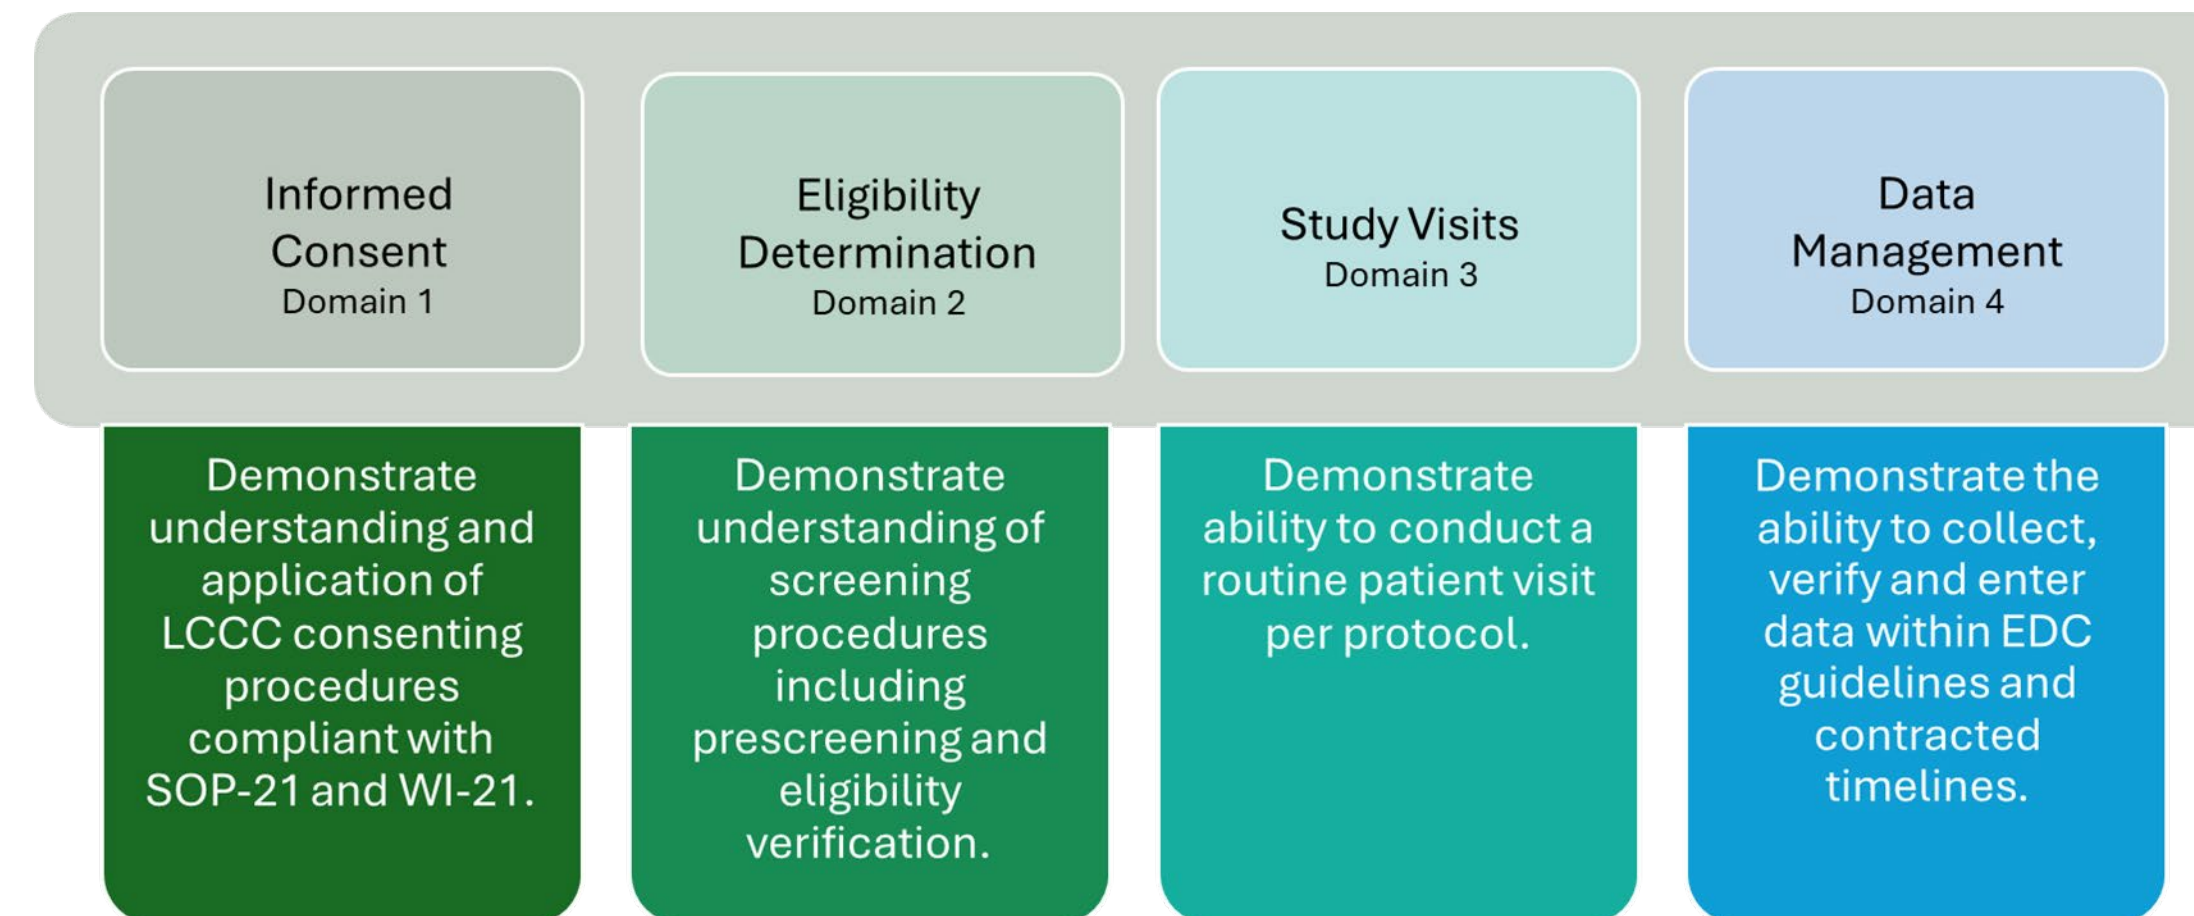 Informed
Consent
Domain 1
Eligibility
Determination
Domain 2
Study Visits
Domain 3
Data
Management
Domain 4
Demonstrate
understanding and
application of
LCCC consenting
procedures
compliant with
SOP-21 and WI-21.
Demonstrate
understanding of
screening
procedures
including
prescreening and
eligibility
verification.
Demonstrate
ability to conduct a
routine patient visit
per protocol.
Demonstrate the
ability to collect,
verify and enter
data within EDC
guidelines and
contracted
timelines.